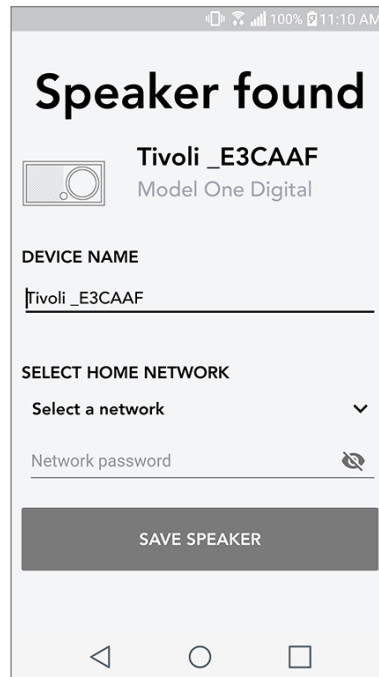 100% 11:10 AM
Speaker found
Tivoli _E3CAAF
Model One Digital
DEVICE NAME
Tivoli _E3CAAF
SELECT HOME NETWORK
Select a network
Network password
SAVE SPEAKER